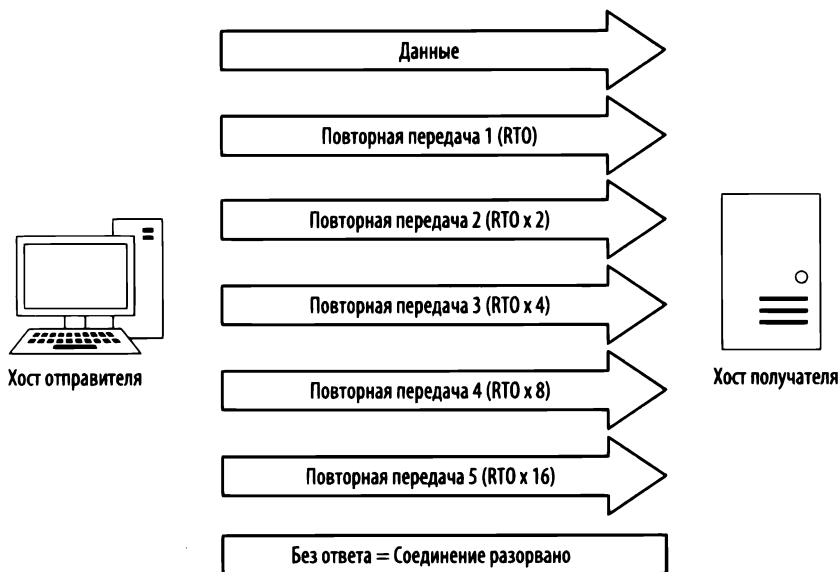 Данные
Повторная передача 1 (RTO)
Повторная передача 2 (RTO x 2)
Повторная передача 3 (RTO x 4)
Повторная передача 4 (RTO x 8)
Повторная передача 5 (RTO x 16)
Хост отправителя
Хост получателя
Без ответа = Соединение разорвано